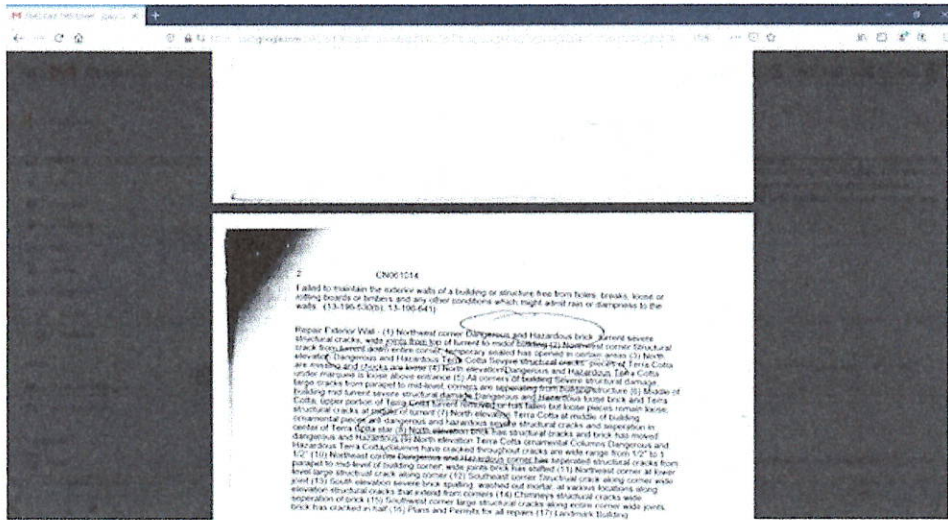 2 CN061014
Failed to maintain the exterior walls of a building or structure free from holes, breaks, loose or
rotting boards or timbers and any other conditions which might admit rain or dampness to the
walls. (13-196-530(b), 13-196-641)
Repair Exterior Wall - (1) Northwest corner Dangerous and Hazardous brick turrent severe
structural cracks, wide joints from top of turrent to midof building (2) Northwest corner Structural
crack from turrent down entire corner, temporary sealed has opened in certain areas (3) North
elevation Dangerous and Hazardous Terra Cotta Severe structural cracks, pieces of Terra Cotta
are missing and chucks are loose (4) North elevation Dangerous and Hazardous Terra Cotta
under marquee is loose above entrance (5) All corners of building Severe structural damage
large cracks from parapet to mid-level, corners are seperating from building structure (6) Middle of
building mid turrent severe structural damage Dangerous and Hazardous loose brick and Terra
Cotta, upper portion of Terra Cotta turrent removed or has fallen but loose pieces remain loose,
structural cracks at middle of turrent (7) North elevation Terra Cotta at middle of building
ornamental pieces are dangerous and hazardous severe structural cracks and seperation in
center of Terra Cotta star (8) North elevation brick has structural cracks and brick has moved
dangerous and Hazardous (9) North elevation Terra Cotta ornamental Columns Dangerous and
Hazardous Terra Cotta columns have cracked throughout cracks are wide range from 1/2" to 1
1/2" (10) Northeast corner Dangerous and Hazardous corner has seperated structural cracks from
parapet to mid-level of building corner, wide joints brick has shifted (11) Northeast corner at lower
level large structual crack along corner (12) Southeast corner Structural crack along corner wide
joint (13) South elevation severe brick spalling, washed out mortar, at various locations along
elevation structural cracks that extend from corners (14) Chimneys structural cracks wide
seperation of brick (15) Southwest corner large structural cracks along entire corner wide joints,
brick has cracked in half (16) Plans and Permits for all repairs (17) Landmark Building